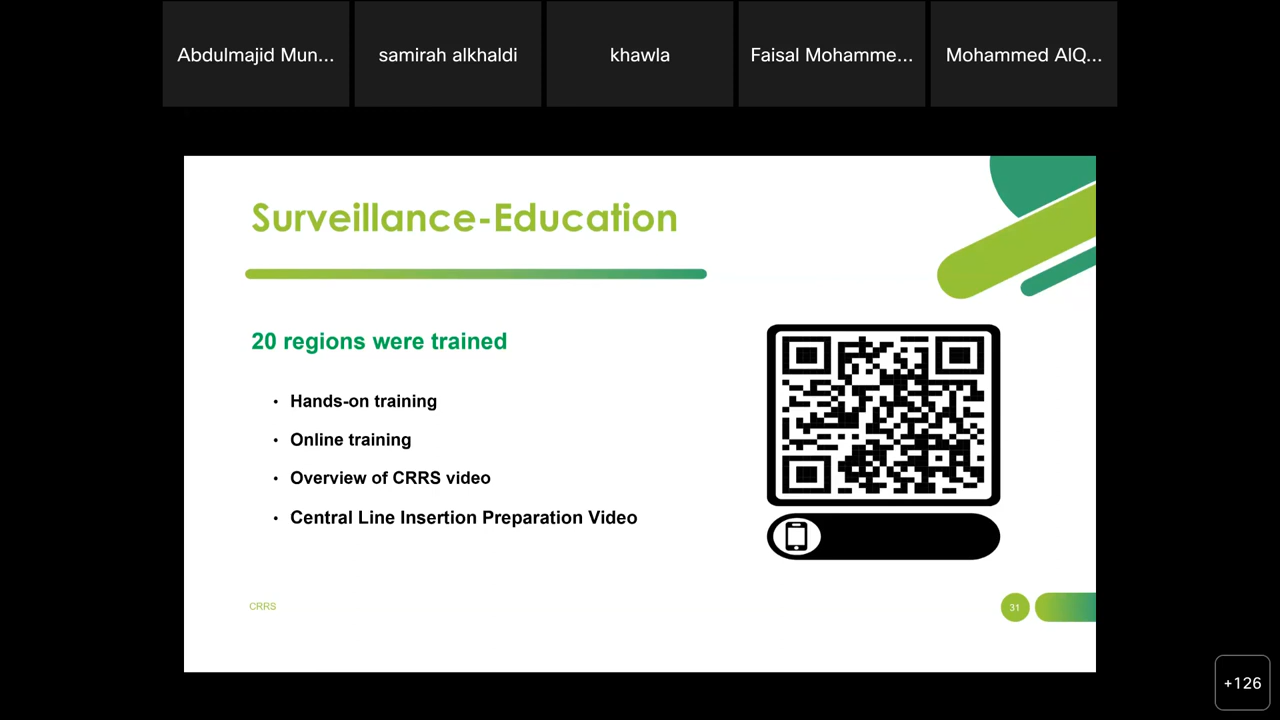 Abdulmajid Mun...
samirah alkhaldi
khawla
Faisal Mohamme...
Mohammed AlQ...
Surveillance-Education
20 regions were trained
• Hands-on training
• Online training
• Overview of CRRS video
• Central Line Insertion Preparation Video
CRRS
31
+126